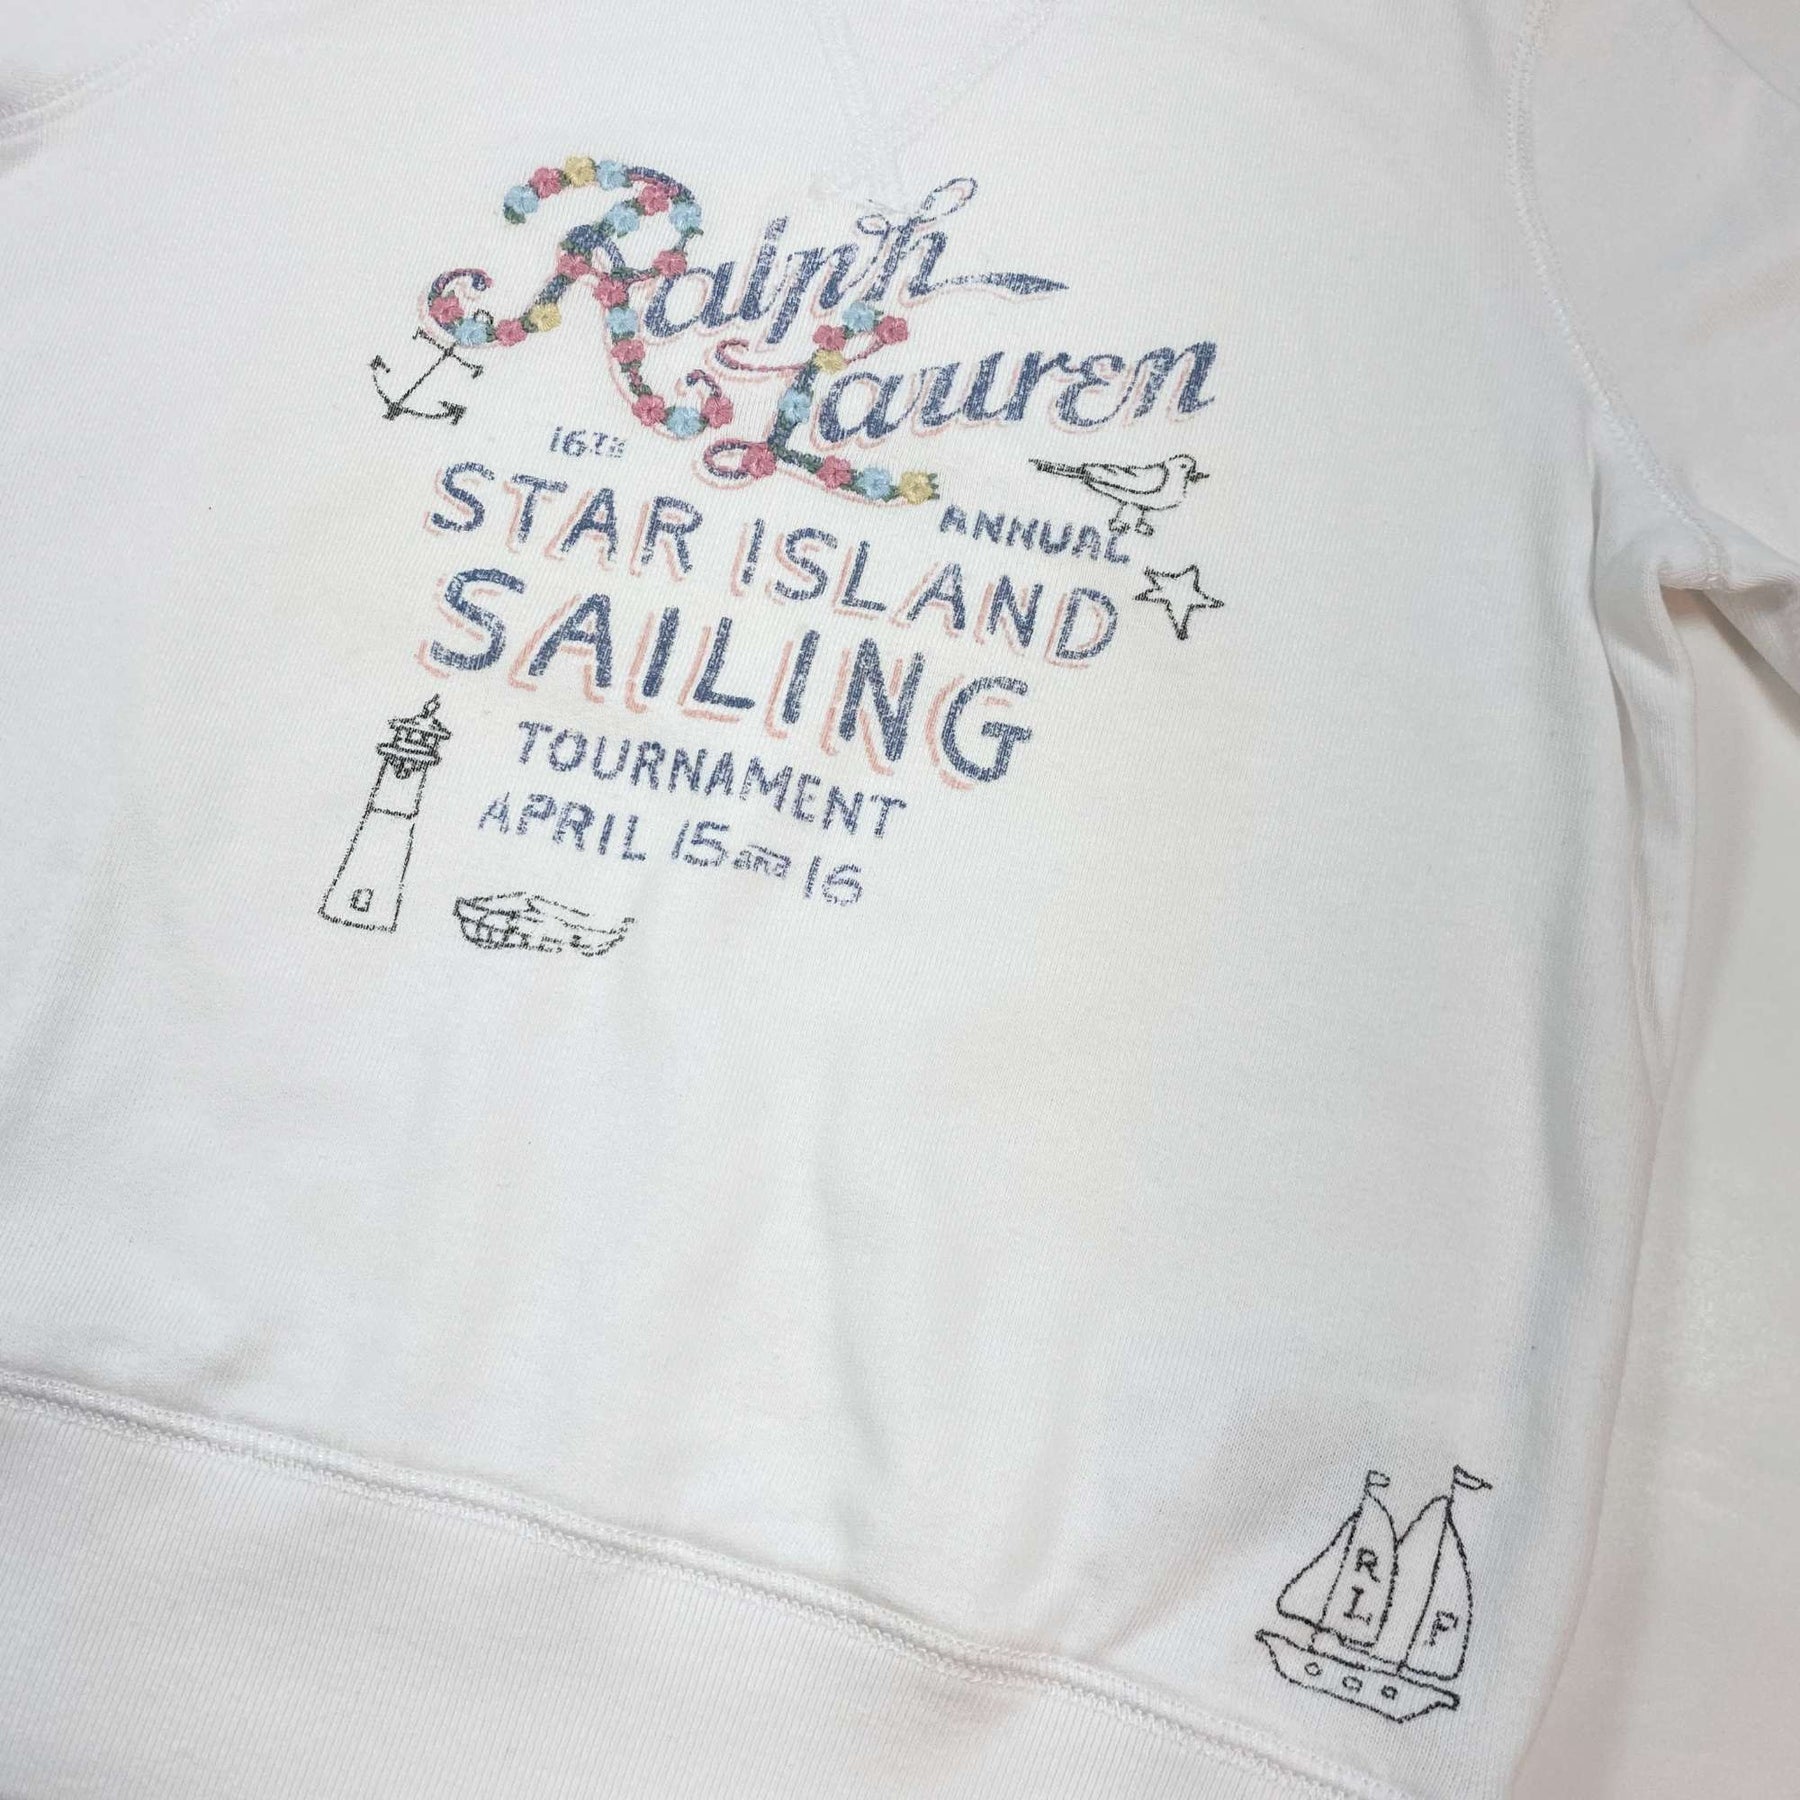 Ralph
Lauren
16TH
ANNUAL
STAR ISLAND
SAILING
TOURNAMENT
APRIL 15 AND 16
R
L
P